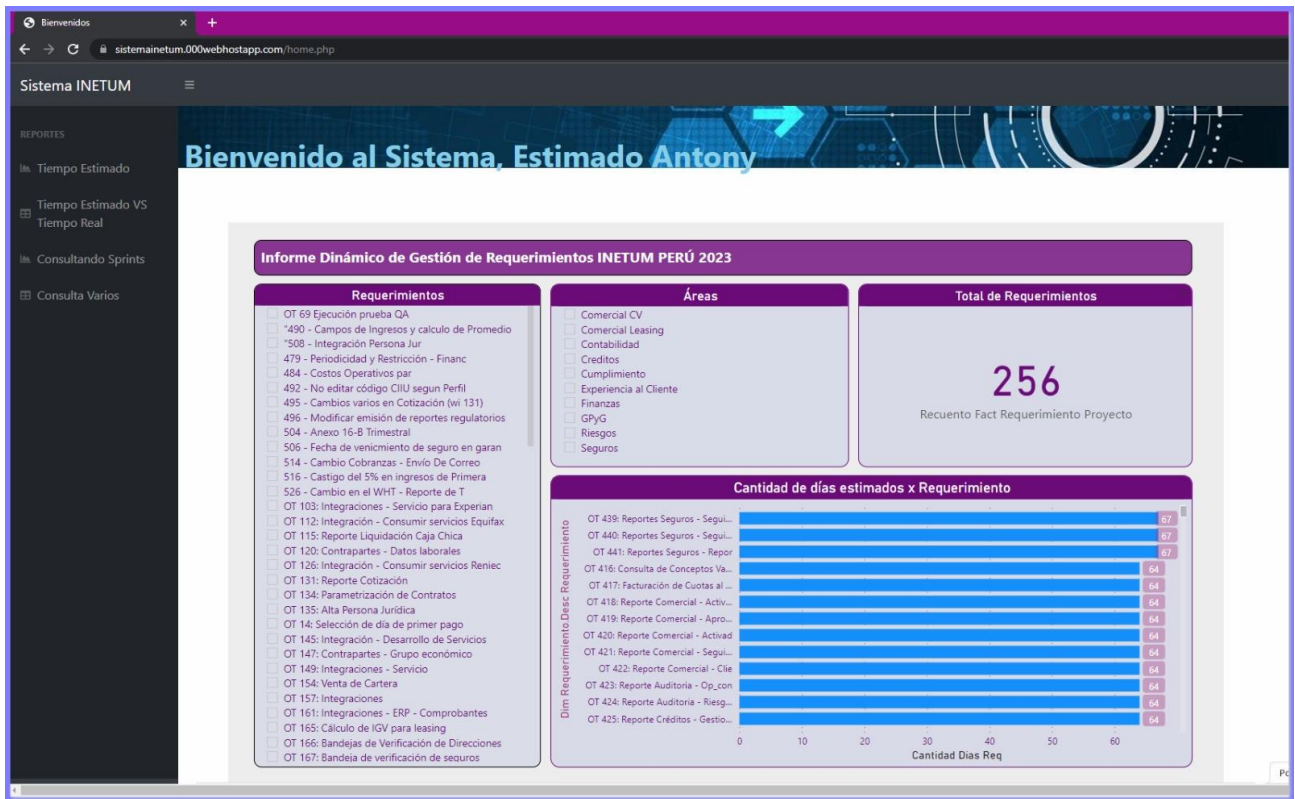 Bienvenidos
sistemainetum.000webhostapp.com/home.php
Sistema INETUM
REPORTES
Tiempo Estimado
Tiempo Estimado VS
Tiempo Real
Consultando Sprints
Consulta Varios
Bienvenido al Sistema, Estimado Antony
Informe Dinámico de Gestión de Requerimientos INETUM PERÚ 2023
Requerimientos
OT 69 Ejecución prueba QA
"490 - Campos de Ingresos y calculo de Promedio
"508 - Integración Persona Jur
479 - Periodicidad y Restricción - Financ
484 - Costos Operativos par
492 - No editar código CIIU segun Perfil
495 - Cambios varios en Cotización (wi 131)
496 - Modificar emisión de reportes regulatorios
504 - Anexo 16-B Trimestral
506 - Fecha de venicmiento de seguro en garan
514 - Cambio Cobranzas - Envío De Correo
516 - Castigo del 5% en ingresos de Primera
526 - Cambio en el WHT - Reporte de T
OT 103: Integraciones - Servicio para Experian
OT 112: Integración - Consumir servicios Equifax
OT 115: Reporte Liquidación Caja Chica
OT 120: Contrapartes - Datos laborales
OT 126: Integración - Consumir servicios Reniec
OT 131: Reporte Cotización
OT 134: Parametrización de Contratos
OT 135: Alta Persona Jurídica
OT 14: Selección de día de primer pago
OT 145: Integración - Desarrollo de Servicios
OT 147: Contrapartes - Grupo económico
OT 149: Integraciones - Servicio
OT 154: Venta de Cartera
OT 157: Integraciones
OT 161: Integraciones - ERP - Comprobantes
OT 165: Cálculo de IGV para leasing
OT 166: Bandejas de Verificación de Direcciones
OT 167: Bandeja de verificación de seguros
Áreas
Comercial CV
Comercial Leasing
Contabilidad
Creditos
Cumplimiento
Experiencia al Cliente
Finanzas
GPyG
Riesgos
Seguros
Total de Requerimientos
256
Recuento Fact Requerimiento Proyecto
Cantidad de días estimados x Requerimiento
Dim Requerimiento.Desc Requerimiento
OT 439: Reportes Seguros - Segui... 67
OT 440: Reportes Seguros - Segui... 67
OT 441: Reportes Seguros - Repor 67
OT 416: Consulta de Conceptos Va... 64
OT 417: Facturación de Cuotas al ... 64
OT 418: Reporte Comercial - Activ... 64
OT 419: Reporte Comercial - Apro... 64
OT 420: Reporte Comercial - Activad 64
OT 421: Reporte Comercial - Segui... 64
OT 422: Reporte Comercial - Clie 64
OT 423: Reporte Auditoria - Op_con 64
OT 424: Reporte Auditoria - Riesg... 64
OT 425: Reporte Créditos - Gestio... 64
0 10 20 30 40 50 60
Cantidad Dias Req